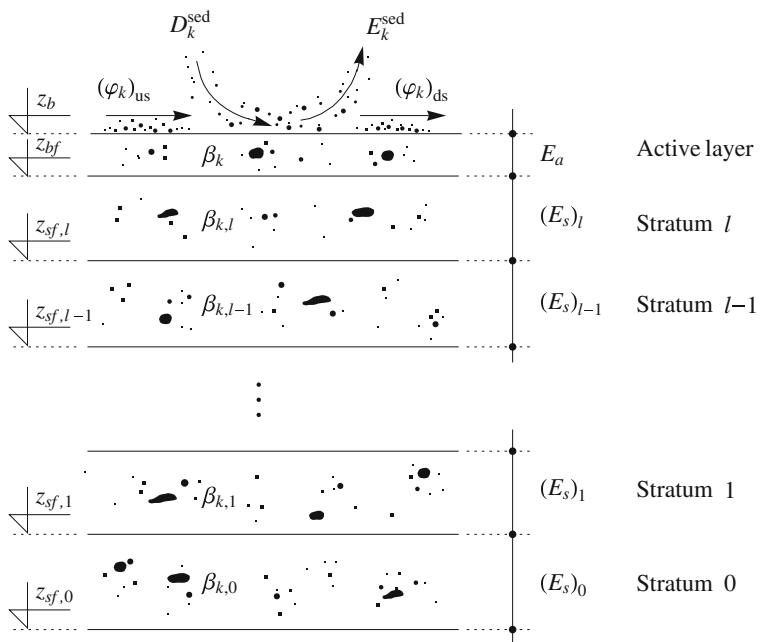 D_k^sed E_k^sed
z_b (φ_k)_us (φ_k)_ds
z_bf β_k E_a Active layer
z_sf,l β_k,l (E_s)_l Stratum l
z_sf,l−1 β_k,l−1 (E_s)_l−1 Stratum l−1
z_sf,1 β_k,1 (E_s)_1 Stratum 1
z_sf,0 β_k,0 (E_s)_0 Stratum 0